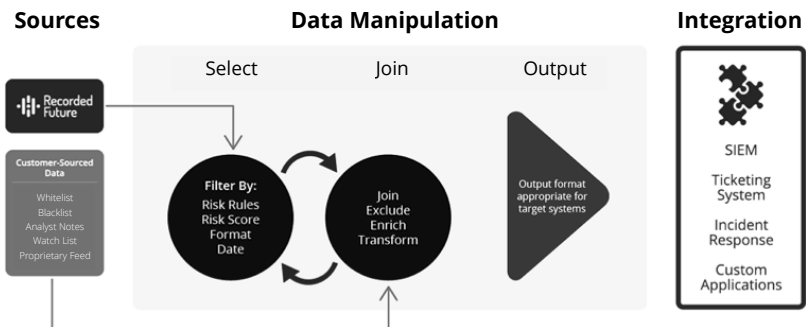 Sources
Data Manipulation
Integration
Select
Join
Output
Recorded
Future
Customer-Sourced
Data
Whitelist
Blacklist
Analyst Notes
Watch List
Proprietary Feed
Filter By:
Risk Rules
Risk Score
Format
Date
Join
Exclude
Enrich
Transform
Output format
appropriate for
target systems
SIEM
Ticketing
System
Incident
Response
Custom
Applications